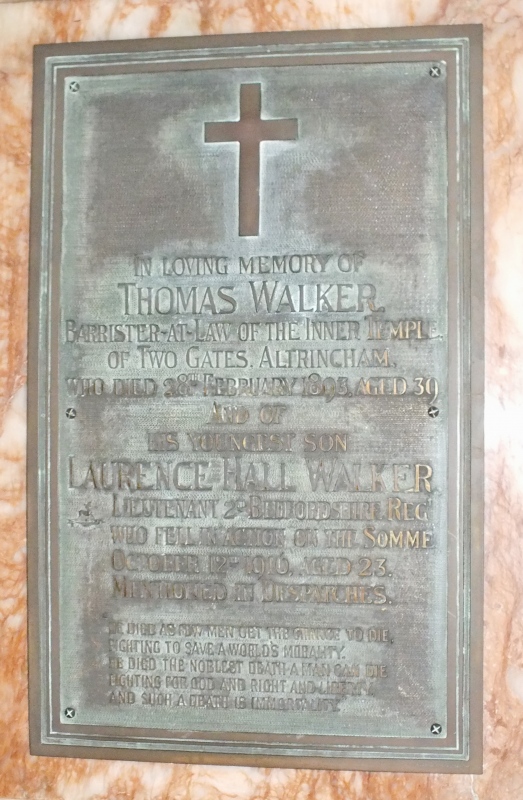 IN LOVING MEMORY OF
THOMAS WALKER,
BARRISTER-AT-LAW OF THE INNER TEMPLE,
OF TWO GATES, ALTRINCHAM,
WHO DIED 28TH FEBRUARY 1893, AGED 39
AND OF
HIS YOUNGEST SON
LAURENCE HALL WALKER,
LIEUTENANT 2D BEDFORDSHIRE REG
WHO FELL IN ACTION ON THE SOMME
OCTOBER 12TH 1916, AGED 23.
MENTIONED IN DESPATCHES.
HE DIED AS FEW MEN GET THE CHANCE TO DIE,
FIGHTING TO SAVE A WORLD'S MORALITY.
HE DIED THE NOBLEST DEATH A MAN CAN DIE
FIGHTING FOR GOD AND RIGHT AND LIBERTY
AND SUCH A DEATH IS IMMORTALITY.